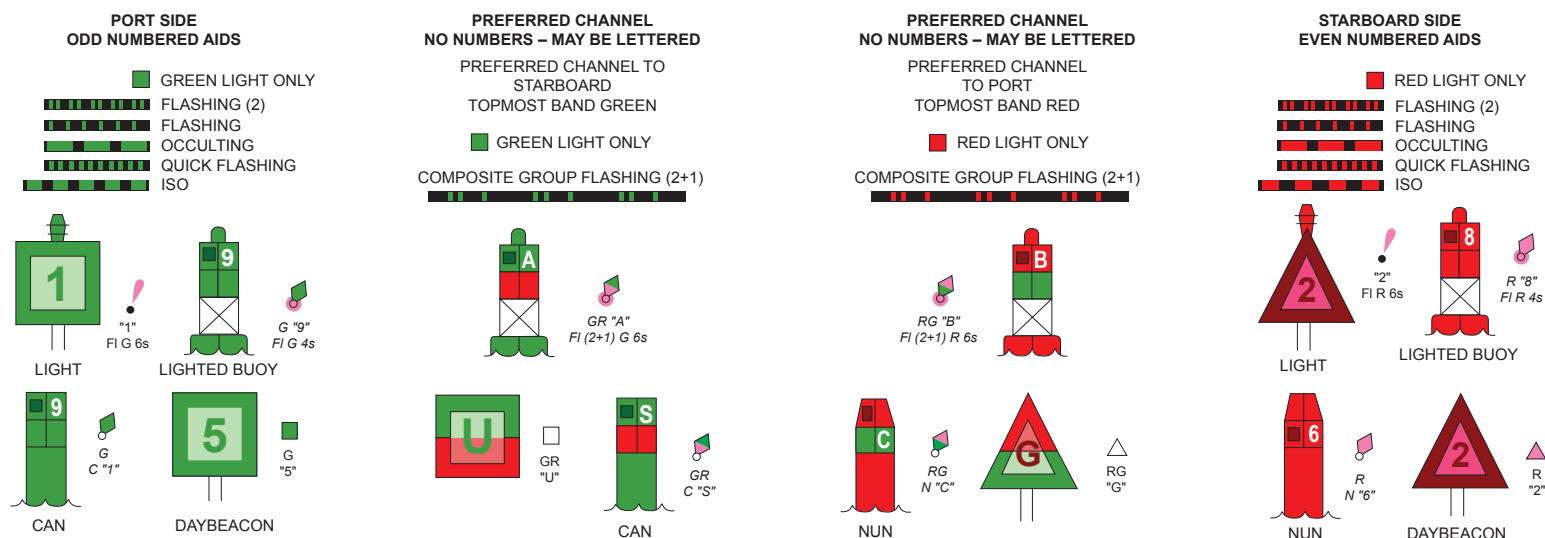 PORT SIDE
ODD NUMBERED AIDS
GREEN LIGHT ONLY
FLASHING (2)
FLASHING
OCCULTING
QUICK FLASHING
ISO
1
"1"
Fl G 6s
LIGHT
9
G "9"
Fl G 4s
LIGHTED BUOY
9
G
C "1"
CAN
5
G
"5"
DAYBEACON
PREFERRED CHANNEL
NO NUMBERS – MAY BE LETTERED
PREFERRED CHANNEL TO
STARBOARD
TOPMOST BAND GREEN
GREEN LIGHT ONLY
COMPOSITE GROUP FLASHING (2+1)
A
GR "A"
Fl (2+1) G 6s
U
GR
"U"
S
GR
C "S"
CAN
PREFERRED CHANNEL
NO NUMBERS – MAY BE LETTERED
PREFERRED CHANNEL
TO PORT
TOPMOST BAND RED
RED LIGHT ONLY
COMPOSITE GROUP FLASHING (2+1)
RG "B"
Fl (2+1) R 6s
B
C
RG
N "C"
NUN
G
RG
"G"
STARBOARD SIDE
EVEN NUMBERED AIDS
RED LIGHT ONLY
FLASHING (2)
FLASHING
OCCULTING
QUICK FLASHING
ISO
2
"2"
Fl R 6s
LIGHT
8
R "8"
Fl R 4s
LIGHTED BUOY
6
R
N "6"
NUN
2
R
"2"
DAYBEACON